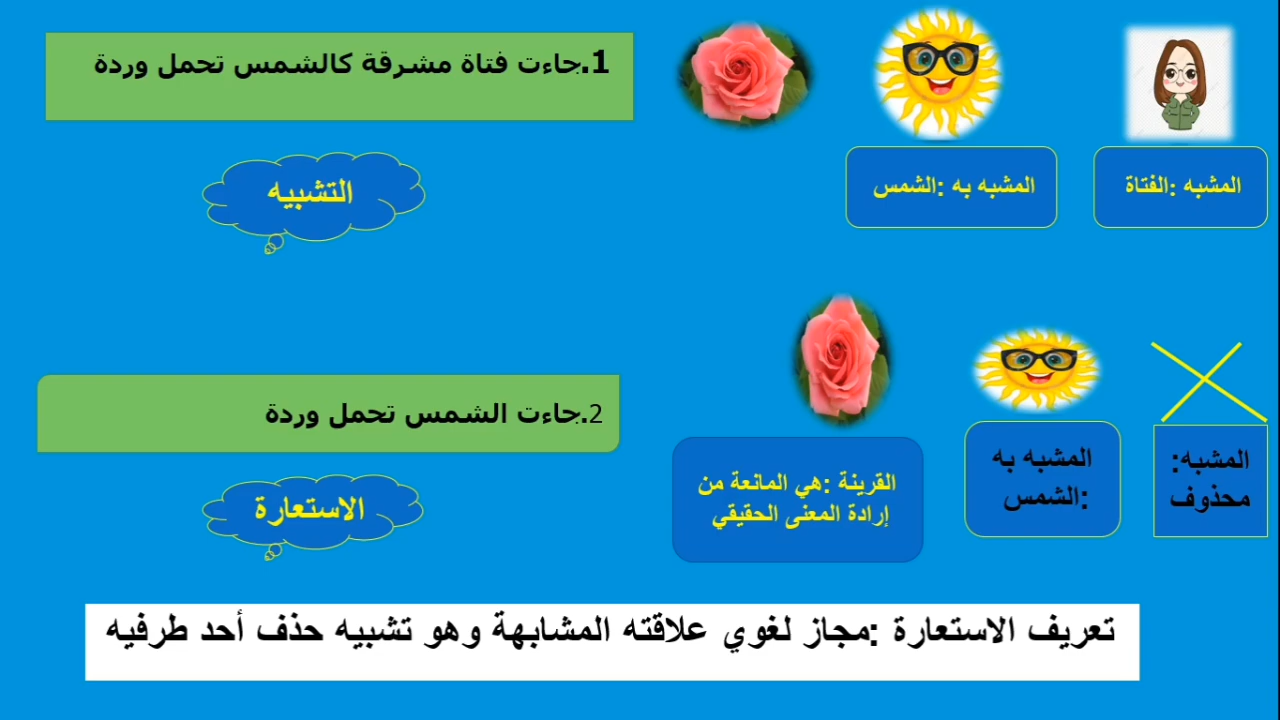 1.جاءت فتاة مشرقة كالشمس تحمل وردة
المشبه :الفتاة
المشبه به :الشمس
التشبيه
2.جاءت الشمس تحمل وردة
المشبه:
محذوف
المشبه به
:الشمس
القرينة :هي المانعة من
إرادة المعنى الحقيقي
الاستعارة
تعريف الاستعارة :مجاز لغوي علاقته المشابهة وهو تشبيه حذف أحد طرفيه